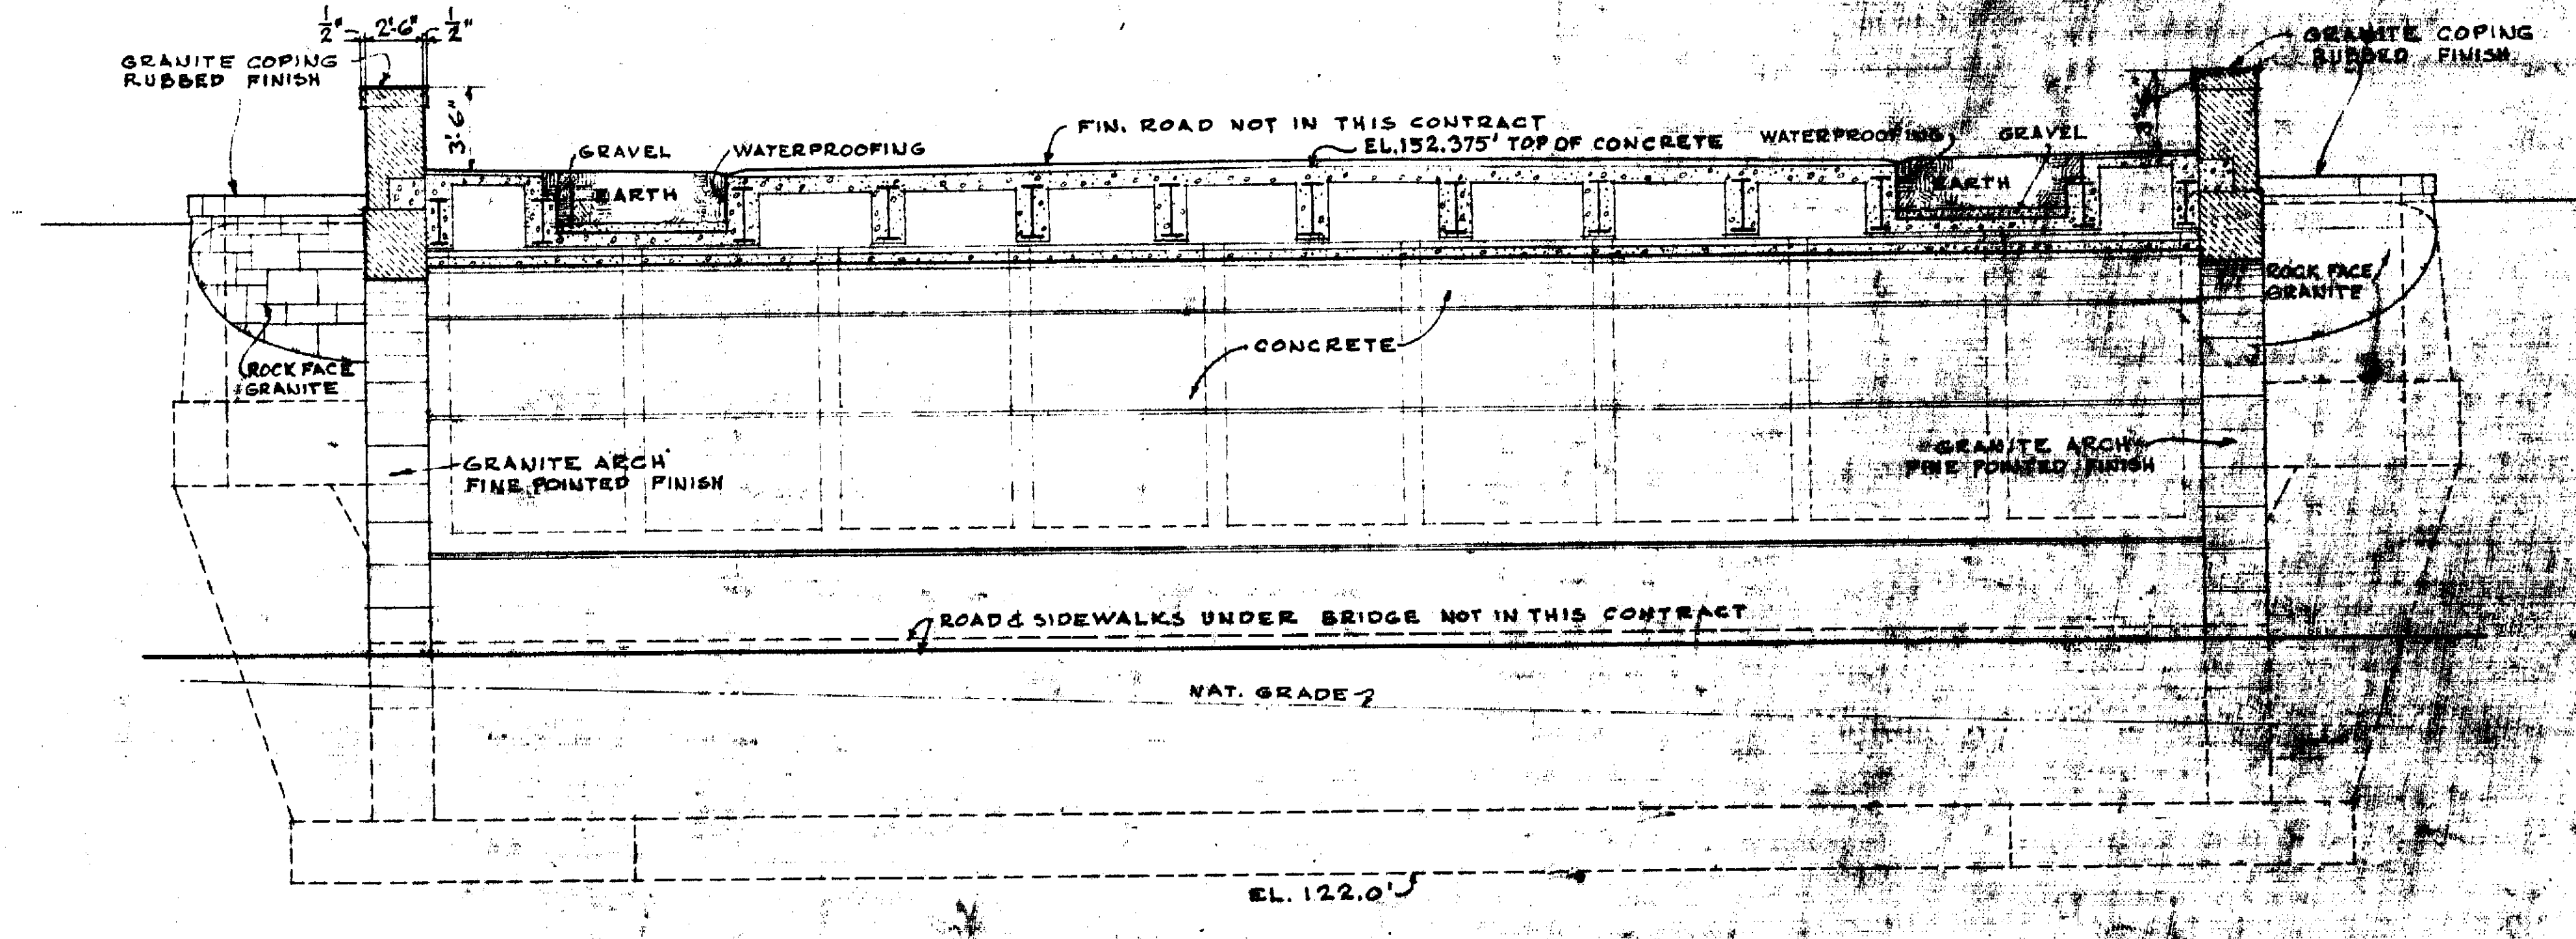 1/2" 2'-6" 1/2"
GRANITE COPING
RUBBED FINISH
3'-6"
GRAVEL
WATERPROOFING
EARTH
FIN. ROAD NOT IN THIS CONTRACT
EL.152.375' TOP OF CONCRETE
WATERPROOFING
GRAVEL
EARTH
GRANITE COPING
RUBBED FINISH
ROCK FACE
GRANITE
CONCRETE
ROCK FACE
GRANITE
GRANITE ARCH
FINE POINTED FINISH
GRANITE ARCH
FINE POINTED FINISH
ROAD & SIDEWALKS UNDER BRIDGE NOT IN THIS CONTRACT
NAT. GRADE
EL. 122.0'